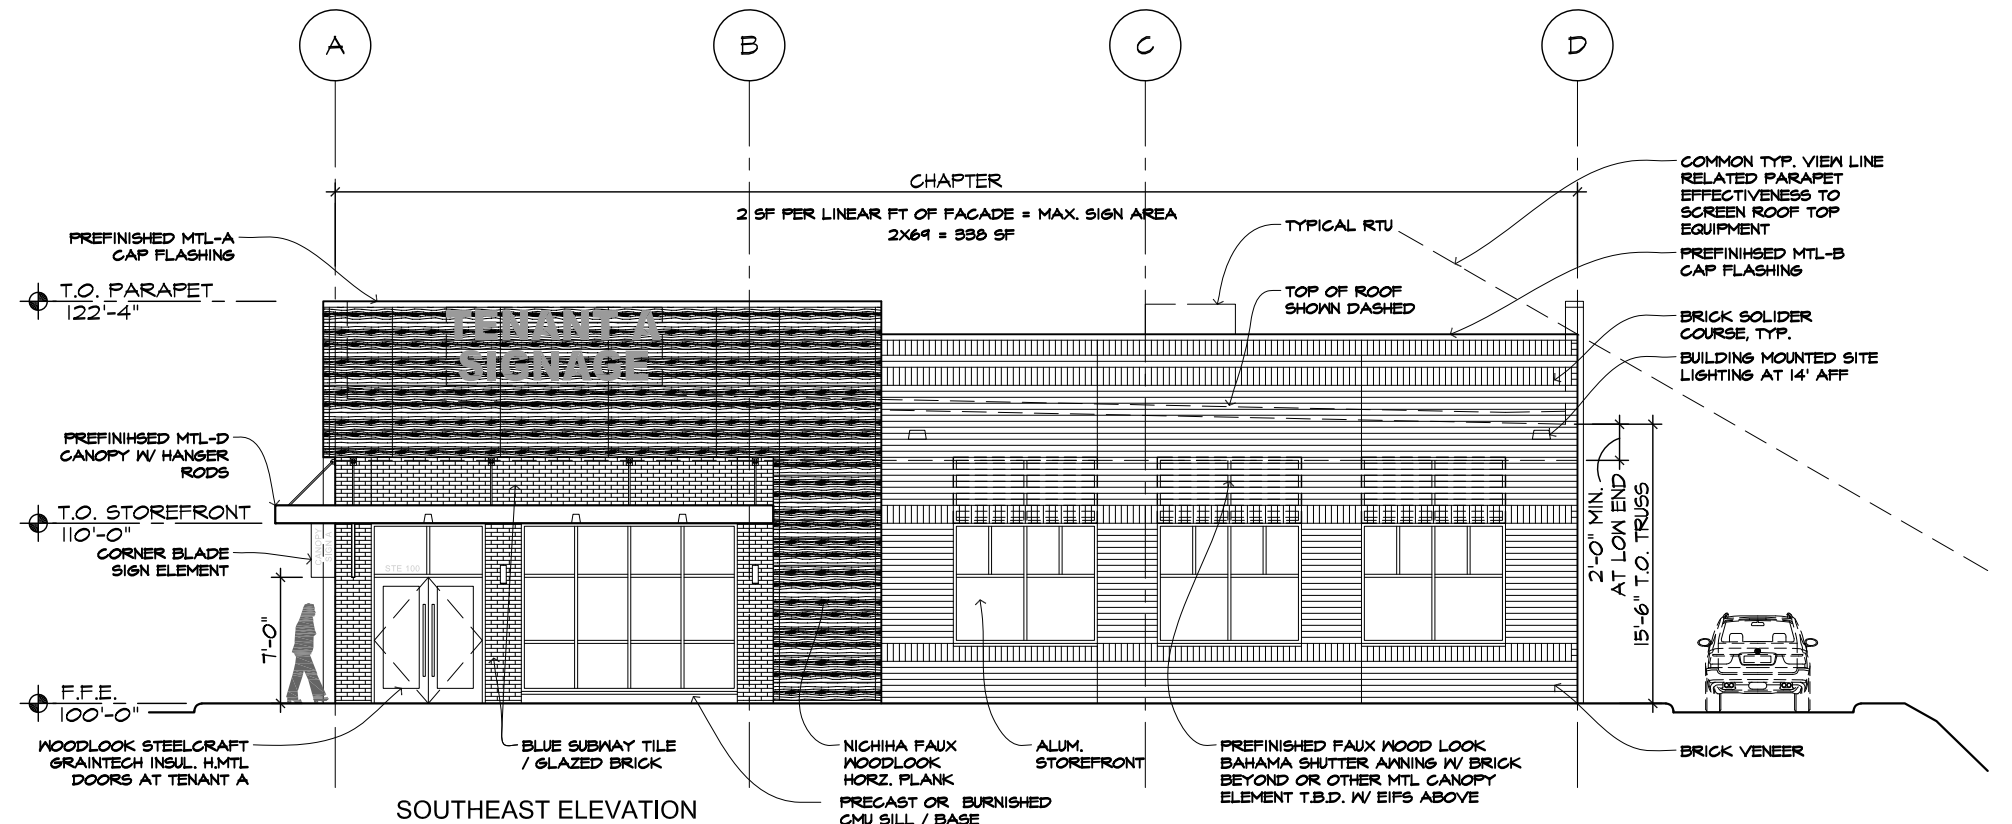 A
B
C
D
CHAPTER
2 SF PER LINEAR FT OF FACADE = MAX. SIGN AREA
2X69 = 338 SF
PREFINISHED MTL-A
CAP FLASHING
T.O. PARAPET
122'-4"
PREFINIHSED MTL-D
CANOPY W/ HANGER
RODS
T.O. STOREFRONT
110'-0"
CORNER BLADE
SIGN ELEMENT
7'-0"
F.F.E.
100'-0"
WOODLOOK STEELCRAFT
GRAINTECH INSUL. H.MTL
DOORS AT TENANT A
TENANT A
SIGNAGE
CANOPY
SIGN A
STE 100
TYPICAL RTU
TOP OF ROOF
SHOWN DASHED
COMMON TYP. VIEW LINE
RELATED PARAPET
EFFECTIVENESS TO
SCREEN ROOF TOP
EQUIPMENT
PREFINIHSED MTL-B
CAP FLASHING
BRICK SOLIDER
COURSE, TYP.
BUILDING MOUNTED SITE
LIGHTING AT 14' AFF
2'-0" MIN.
AT LOW END
15'-6" T.O. TRUSS
BLUE SUBWAY TILE
/ GLAZED BRICK
NICHIHA FAUX
WOODLOOK
HORZ. PLANK
PRECAST OR BURNISHED
CMU SILL / BASE
ALUM.
STOREFRONT
PREFINISHED FAUX WOOD LOOK
BAHAMA SHUTTER AWNING W/ BRICK
BEYOND OR OTHER MTL CANOPY
ELEMENT T.B.D. W/ EIFS ABOVE
BRICK VENEER
SOUTHEAST ELEVATION